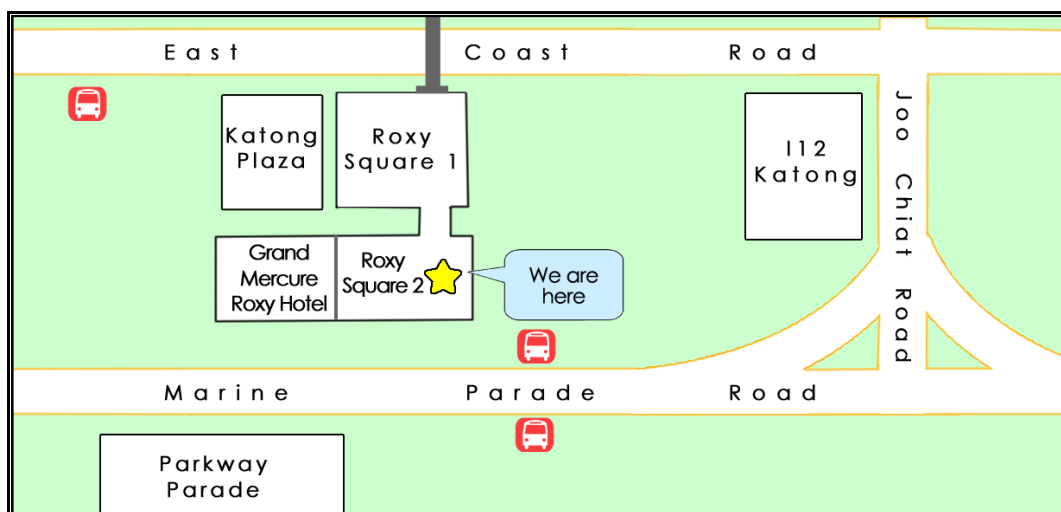 East Coast Road
Katong
Plaza
Roxy
Square 1
I12
Katong
Joo Chiat Road
Grand
Mercure
Roxy Hotel
Roxy
Square 2
We are
here
Marine Parade Road
Parkway
Parade